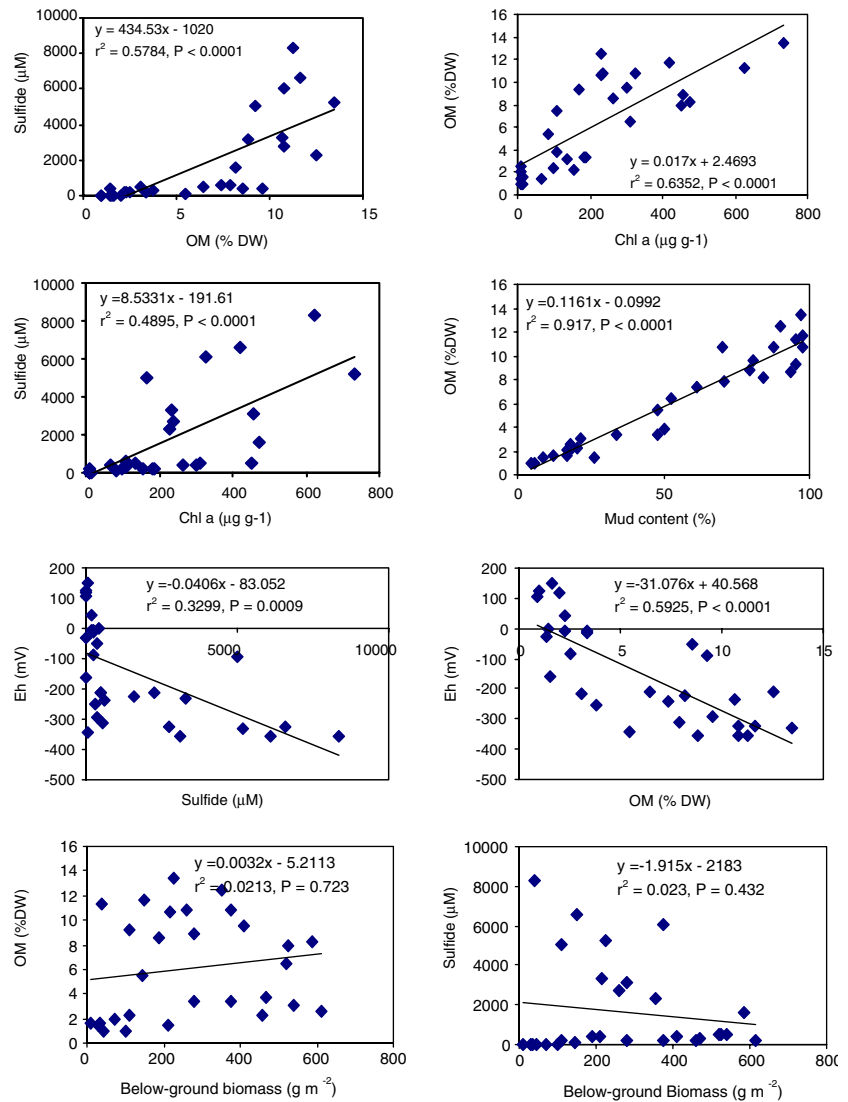 y = 434.53x - 1020
r² = 0.5784, P < 0.0001
Sulfide (μM)
10000
8000
6000
4000
2000
0
0 5 10 15
OM (% DW)
y = 0.017x + 2.4693
r² = 0.6352, P < 0.0001
OM (%DW)
16
14
12
10
8
6
4
2
0
0 200 400 600 800
Chl a (μg g-1)
y =8.5331x - 191.61
r² = 0.4895, P < 0.0001
Sulfide (μM)
10000
8000
6000
4000
2000
0
0 200 400 600 800
Chl a (μg g-1)
y =0.1161x - 0.0992
r² = 0.917, P < 0.0001
OM (%DW)
16
14
12
10
8
6
4
2
0
0 50 100
Mud content (%)
y =-0.0406x - 83.052
r² = 0.3299, P = 0.0009
Eh (mV)
200
100
0
-100
-200
-300
-400
-500
0 5000 10000
Sulfide (μM)
y =-31.076x + 40.568
r² = 0.5925, P < 0.0001
Eh (mV)
200
100
0
-100
-200
-300
-400
-500
0 5 10 15
OM (% DW)
y =0.0032x - 5.2113
r² = 0.0213, P = 0.723
OM (%DW)
16
14
12
10
8
6
4
2
0
0 200 400 600 800
Below-ground biomass (g m⁻²)
y =-1.915x - 2183
r² = 0.023, P = 0.432
Sulfide (μM)
10000
8000
6000
4000
2000
0
0 200 400 600 800
Below-ground Biomass (g m⁻²)